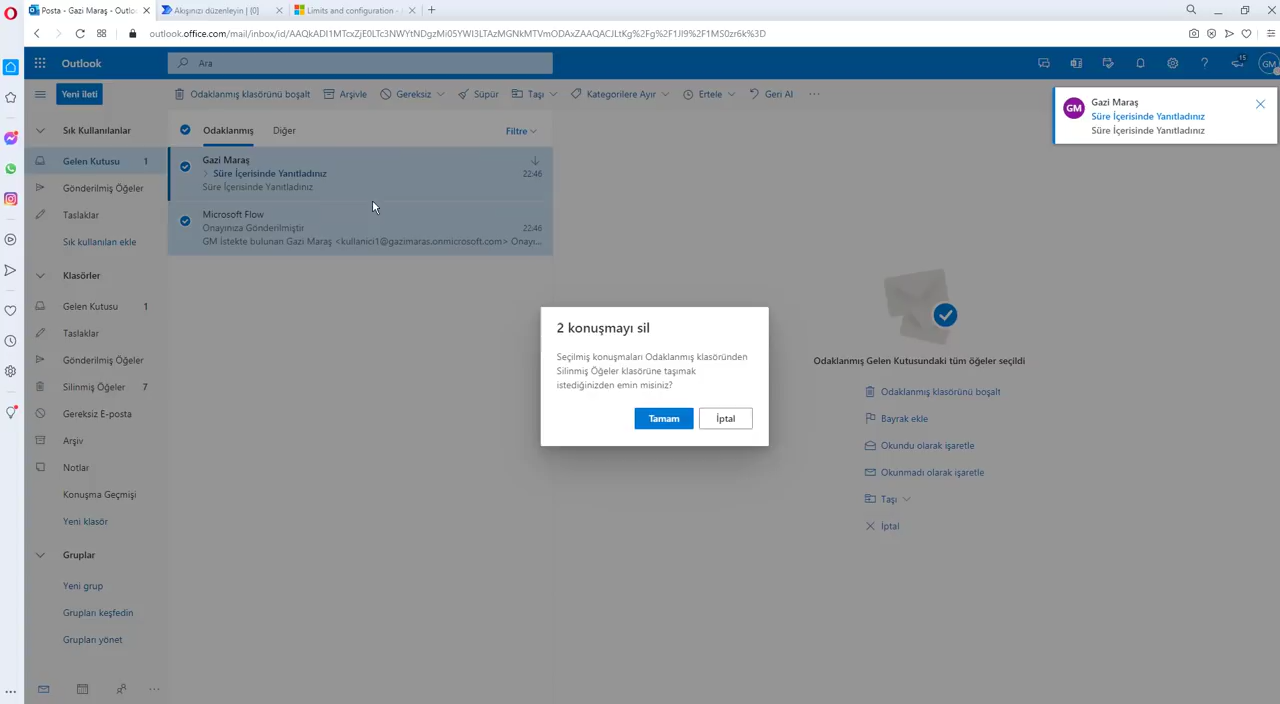 Posta - Gazi Maraş - Outlo
Akışınızı düzenleyin | {0}
Limits and configuration -
outlook.office.com/mail/inbox/id/AAQkADI1MTcxZjE0LTc3NWYtNDgzMi05YWI3LTAzMGNkMTVmODAxZAAQACJLtKg%2Fg%2F1JI9%2F1MS0zr6k%3D
Outlook
Ara
15
GM
Yeni ileti
Odaklanmış klasörünü boşalt
Arşivle
Gereksiz
Süpür
Taşı
Kategorilere Ayır
Ertele
Geri Al
Sık Kullanılanlar
Gelen Kutusu 1
Gönderilmiş Öğeler
Taslaklar
Sık kullanılan ekle
Klasörler
Gelen Kutusu 1
Taslaklar
Gönderilmiş Öğeler
Silinmiş Öğeler 7
Gereksiz E-posta
Arşiv
Notlar
Konuşma Geçmişi
Yeni klasör
Gruplar
Yeni grup
Grupları keşfedin
Grupları yönet
Odaklanmış
Diğer
Filtre
Gazi Maraş
Süre İçerisinde Yanıtladınız 22:46
Süre İçerisinde Yanıtladınız
Microsoft Flow
Onayınıza Gönderilmiştir 22:46
GM İstekte bulunan Gazi Maraş <kullanici1@gazimaras.onmicrosoft.com> Onayı...
2 konuşmayı sil
Seçilmiş konuşmaları Odaklanmış klasöründen
Silinmiş Öğeler klasörüne taşımak
istediğinizden emin misiniz?
Tamam
İptal
GM
Gazi Maraş
Süre İçerisinde Yanıtladınız
Süre İçerisinde Yanıtladınız
Odaklanmış Gelen Kutusundaki tüm öğeler seçildi
Odaklanmış klasörünü boşalt
Bayrak ekle
Okundu olarak işaretle
Okunmadı olarak işaretle
Taşı
İptal